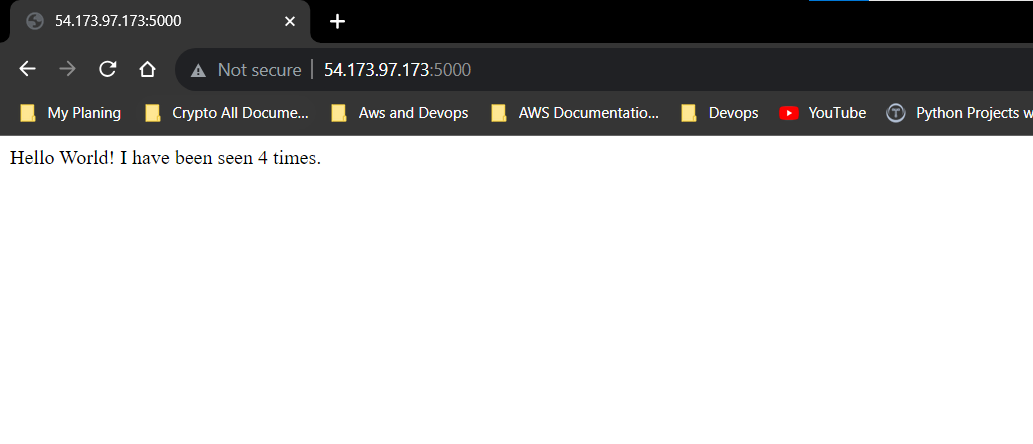 54.173.97.173:5000
Not secure | 54.173.97.173:5000
My Planing Crypto All Docume... Aws and Devops AWS Documentatio... Devops YouTube Python Projects w
Hello World! I have been seen 4 times.